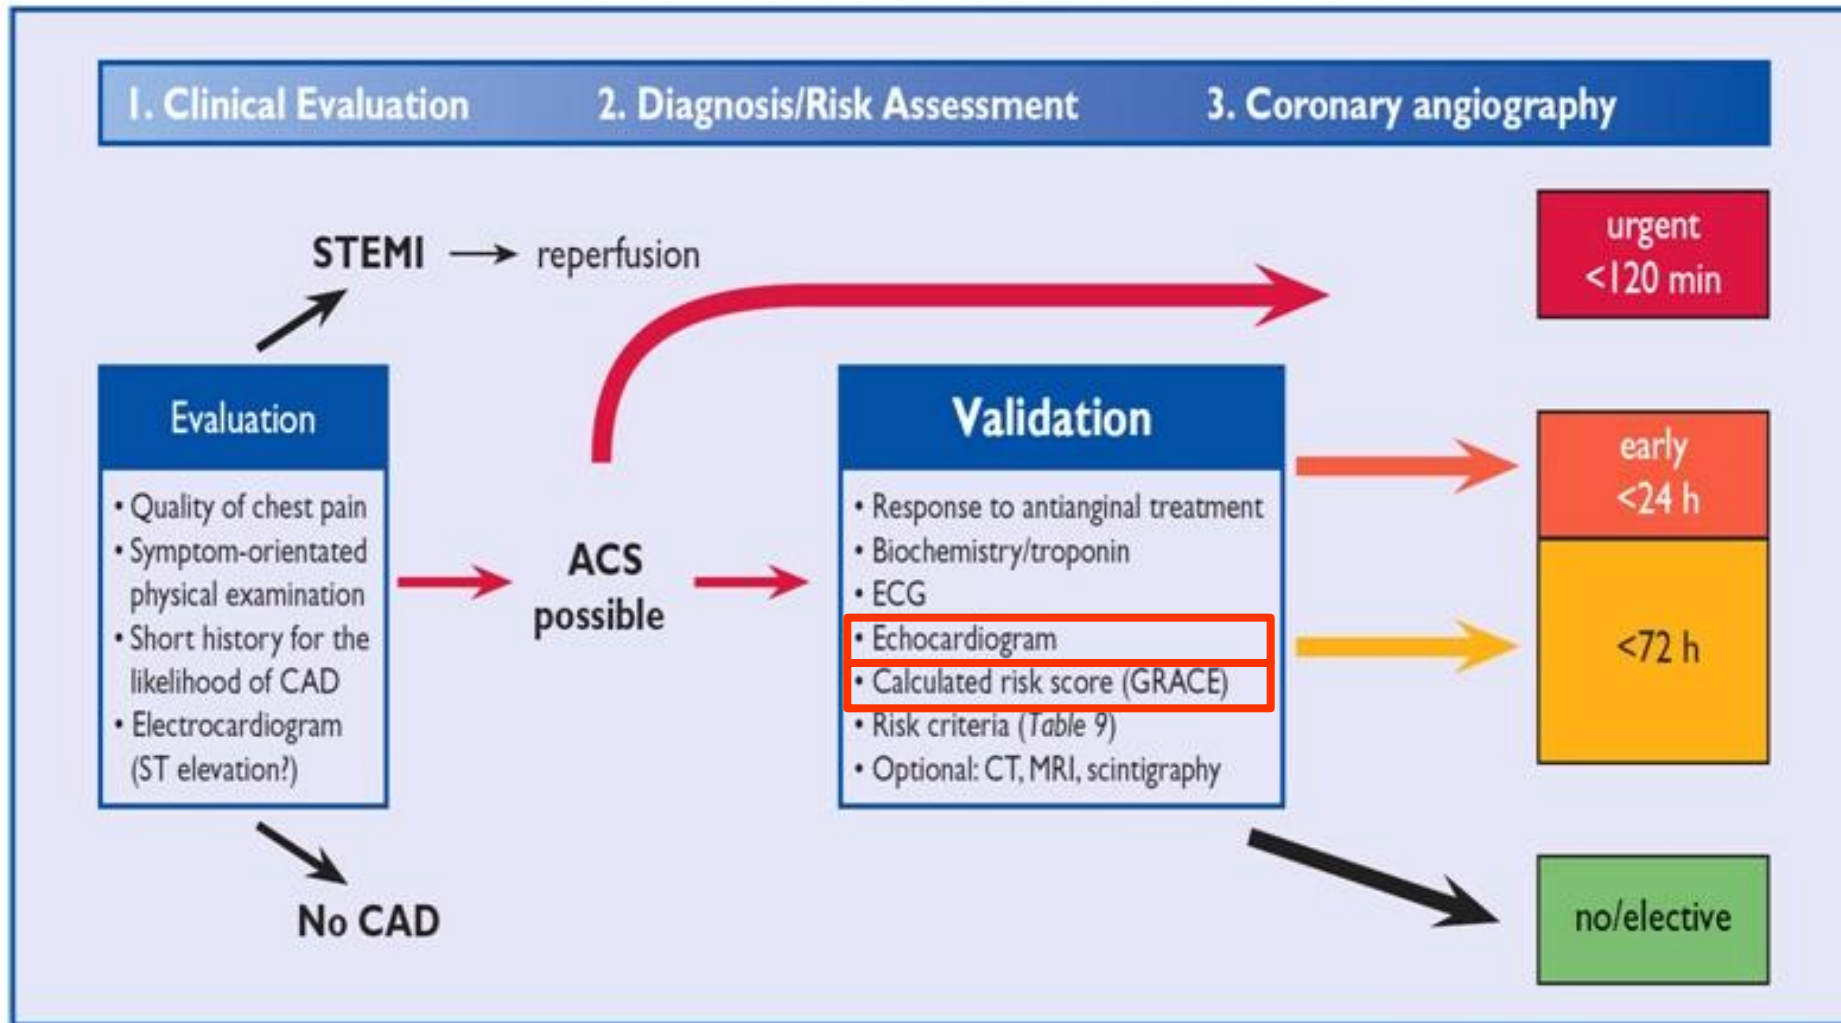 1. Clinical Evaluation 2. Diagnosis/Risk Assessment 3. Coronary angiography
STEMI
reperfusion
urgent
<120 min
Evaluation
• Quality of chest pain
• Symptom-orientated
physical examination
• Short history for the
likelihood of CAD
• Electrocardiogram
(ST elevation?)
ACS
possible
Validation
• Response to antianginal treatment
• Biochemistry/troponin
• ECG
• Echocardiogram
• Calculated risk score (GRACE)
• Risk criteria (Table 9)
• Optional: CT, MRI, scintigraphy
early
<24 h
<72 h
No CAD
no/elective